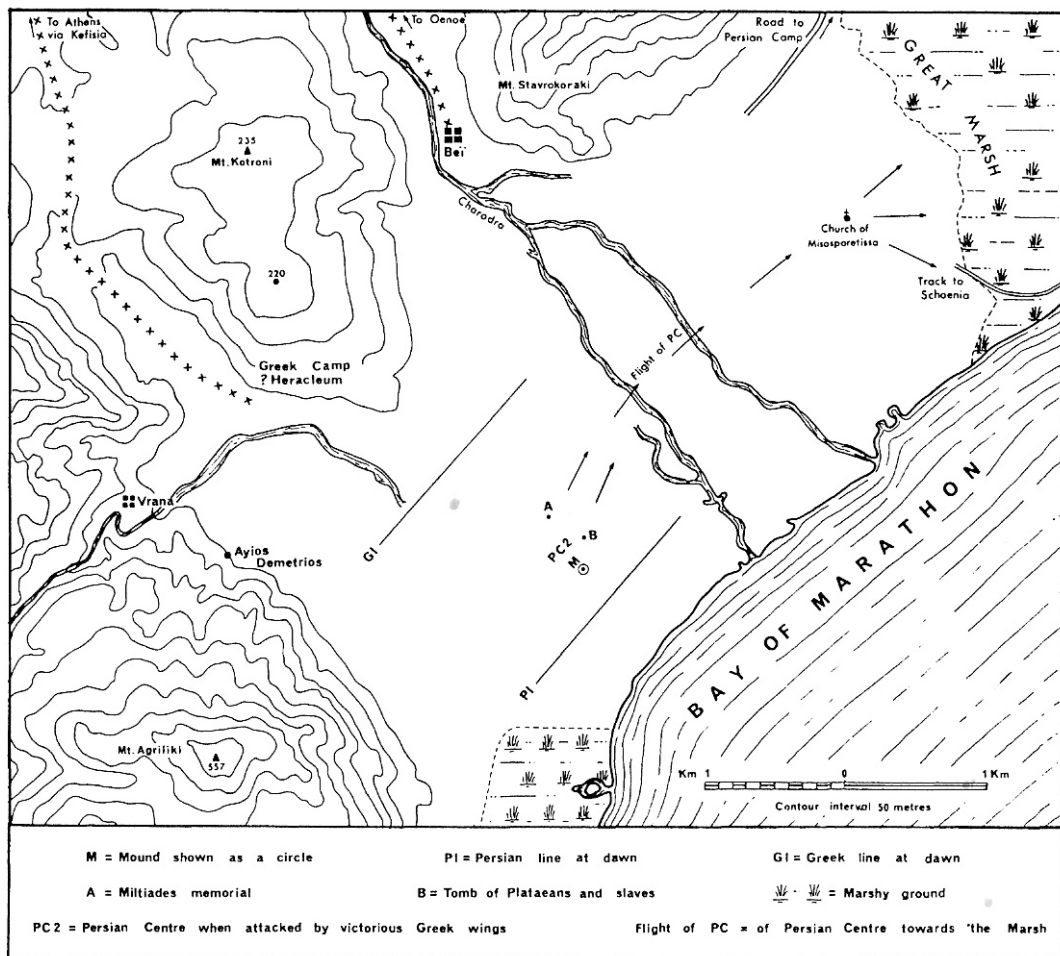 To Athens
via Kefisia
To Oenoe
Road to
Persian Camp
GREAT
MARSH
Mt. Stavrokoraki
235
Mt. Kotroni
Beï
Charadra
Church of
Misosporetissa
220
Track to
Schoenia
Flight of PC
Greek Camp
? Heracleum
Vrana
A
B
PC2
M
GI
Ayios
Demetrios
BAY OF MARATHON
PI
Mt. Agriliki
557
Km 1 0 1 Km
Contour interval 50 metres
M = Mound shown as a circle
PI = Persian line at dawn
GI = Greek line at dawn
A = Miltiades memorial
B = Tomb of Plataeans and slaves
= Marshy ground
PC2 = Persian Centre when attacked by victorious Greek wings
Flight of PC = of Persian Centre towards the Marsh